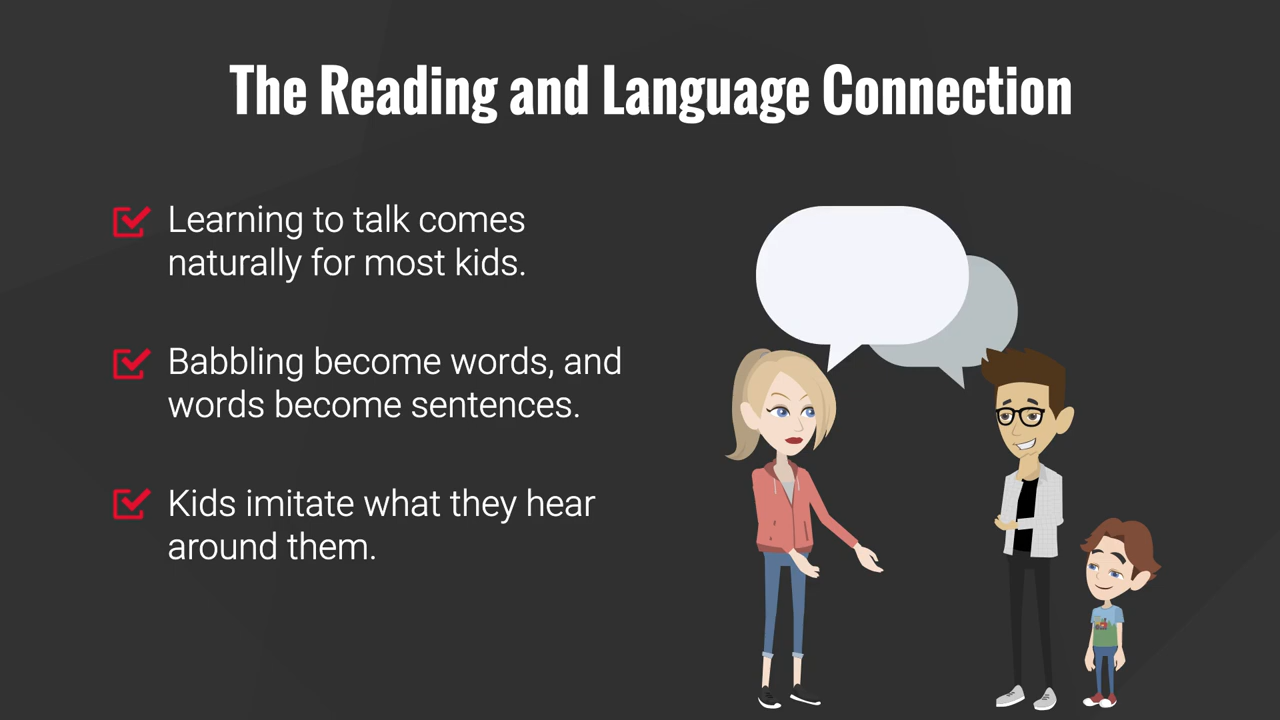 The Reading and Language Connection
Learning to talk comes
naturally for most kids.
Babbling become words, and
words become sentences.
Kids imitate what they hear
around them.